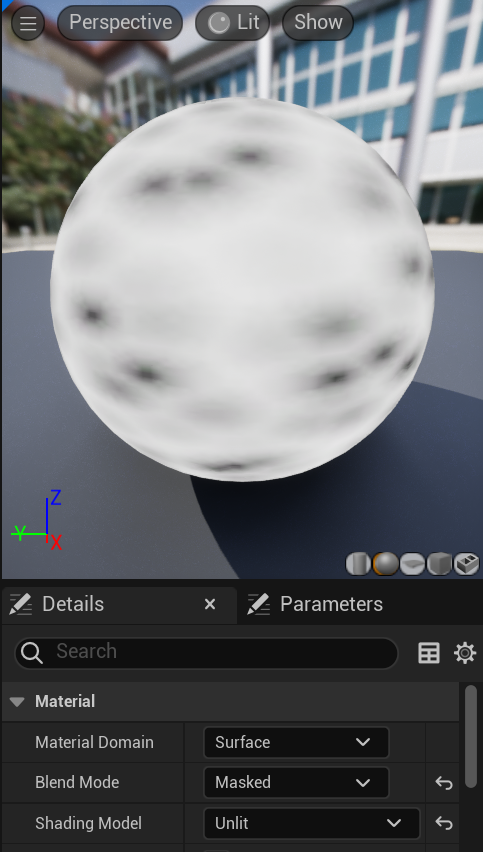 Perspective Lit Show
Z
Y X
Details × Parameters
Search
Material
Material Domain Surface
Blend Mode Masked
Shading Model Unlit